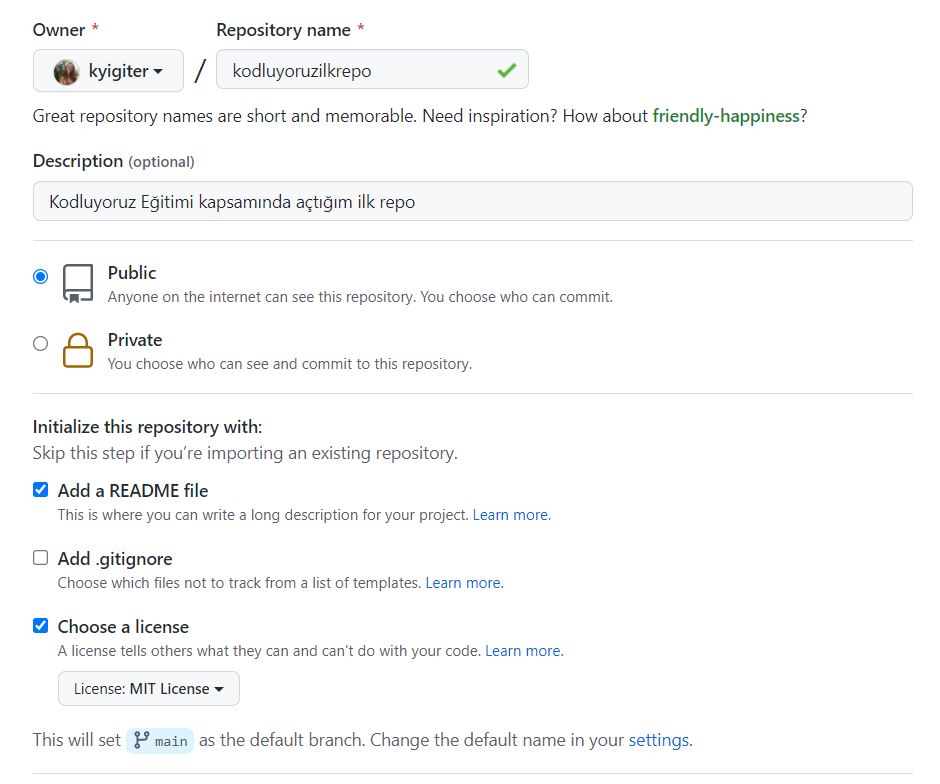 Owner * Repository name *
kyigiter / kodluyoruzilkrepo
Great repository names are short and memorable. Need inspiration? How about friendly-happiness?
Description (optional)
Kodluyoruz Eğitimi kapsamında açtığım ilk repo
Public
Anyone on the internet can see this repository. You choose who can commit.
Private
You choose who can see and commit to this repository.
Initialize this repository with:
Skip this step if you’re importing an existing repository.
Add a README file
This is where you can write a long description for your project. Learn more.
Add .gitignore
Choose which files not to track from a list of templates. Learn more.
Choose a license
A license tells others what they can and can't do with your code. Learn more.
License: MIT License
This will set main as the default branch. Change the default name in your settings.